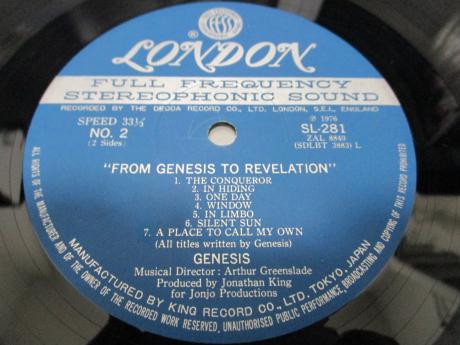 LONDON
FULL FREQUENCY
STEREOPHONIC SOUND
RECORDED BY THE DECCA RECORD CO., LTD. LONDON, S.E.I., ENGLAND
SPEED 33⅓
NO. 2
(2 Sides)
℗ 1976
SL-281
ZAL 8849
(SDLBT 3883) L
"FROM GENESIS TO REVELATION"
1. THE CONQUEROR
2. IN HIDING
3. ONE DAY
4. WINDOW
5. IN LIMBO
6. SILENT SUN
7. A PLACE TO CALL MY OWN
(All titles written by Genesis)
GENESIS
Musical Director : Arthur Greenslade
Produced by Jonathan King
for Jonjo Productions
MANUFACTURED BY KING RECORD CO., LTD. TOKYO, JAPAN
ALL RIGHTS OF THE MANUFACTURER AND OF THE OWNER OF THE RECORDED WORK RESERVED, UNAUTHORISED PUBLIC PERFORMANCE, BROADCASTING AND COPYING OF THIS RECORD PROHIBITED